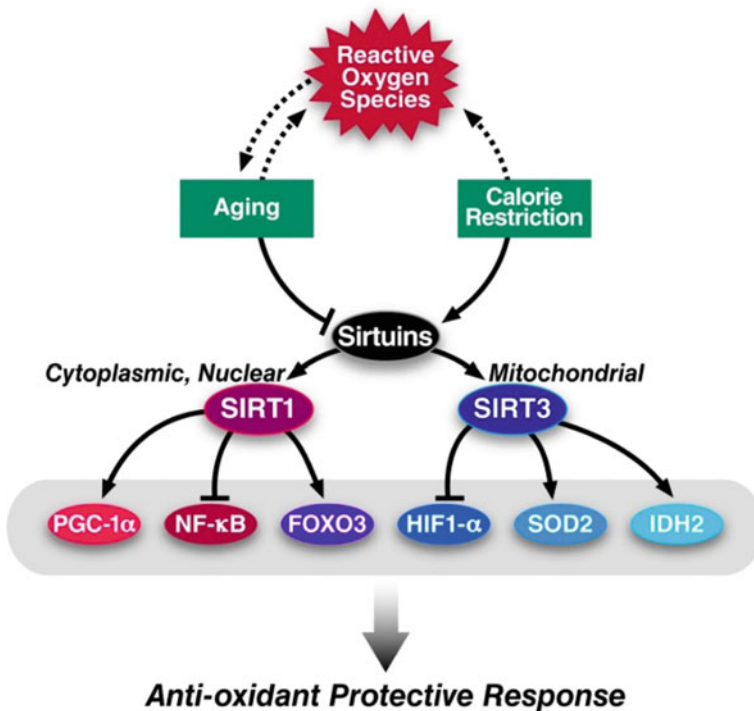 Reactive
Oxygen
Species
Aging
Calorie
Restriction
Sirtuins
Cytoplasmic, Nuclear
Mitochondrial
SIRT1
SIRT3
PGC-1α
NF-κB
FOXO3
HIF1-α
SOD2
IDH2
Anti-oxidant Protective Response